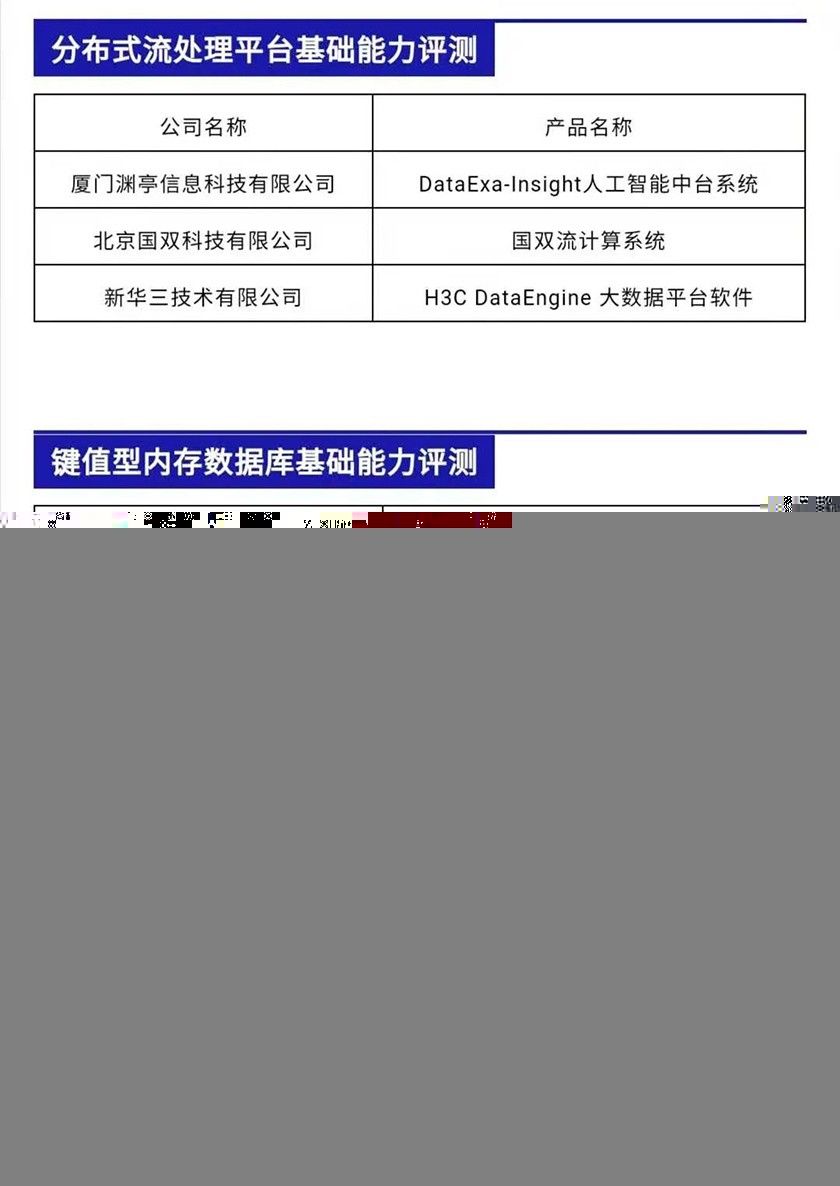 分布式流处理平台基础能力评测
公司名称 产品名称
厦门渊亭信息科技有限公司 DataExa-Insight人工智能中台系统
北京国双科技有限公司 国双流计算系统
新华三技术有限公司 H3C DataEngine 大数据平台软件
键值型内存数据库基础能力评测